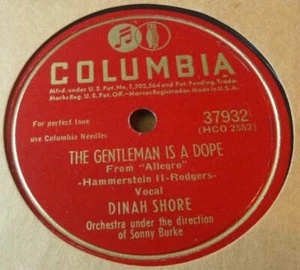 COLUMBIA
Mfrd. under U.S. Pat. No. 1,702,564 and Pat. Pending. Trade
Marks Reg. U.S. Pat. Off. - Marcas Registradas. Made in U.S.A.
For perfect tone
use Columbia Needles
37932
(HCO 2582)
THE GENTLEMAN IS A DOPE
From "Allegro"
-Hammerstein II-Rodgers-
Vocal
DINAH SHORE
Orchestra under the direction
of Sonny Burke